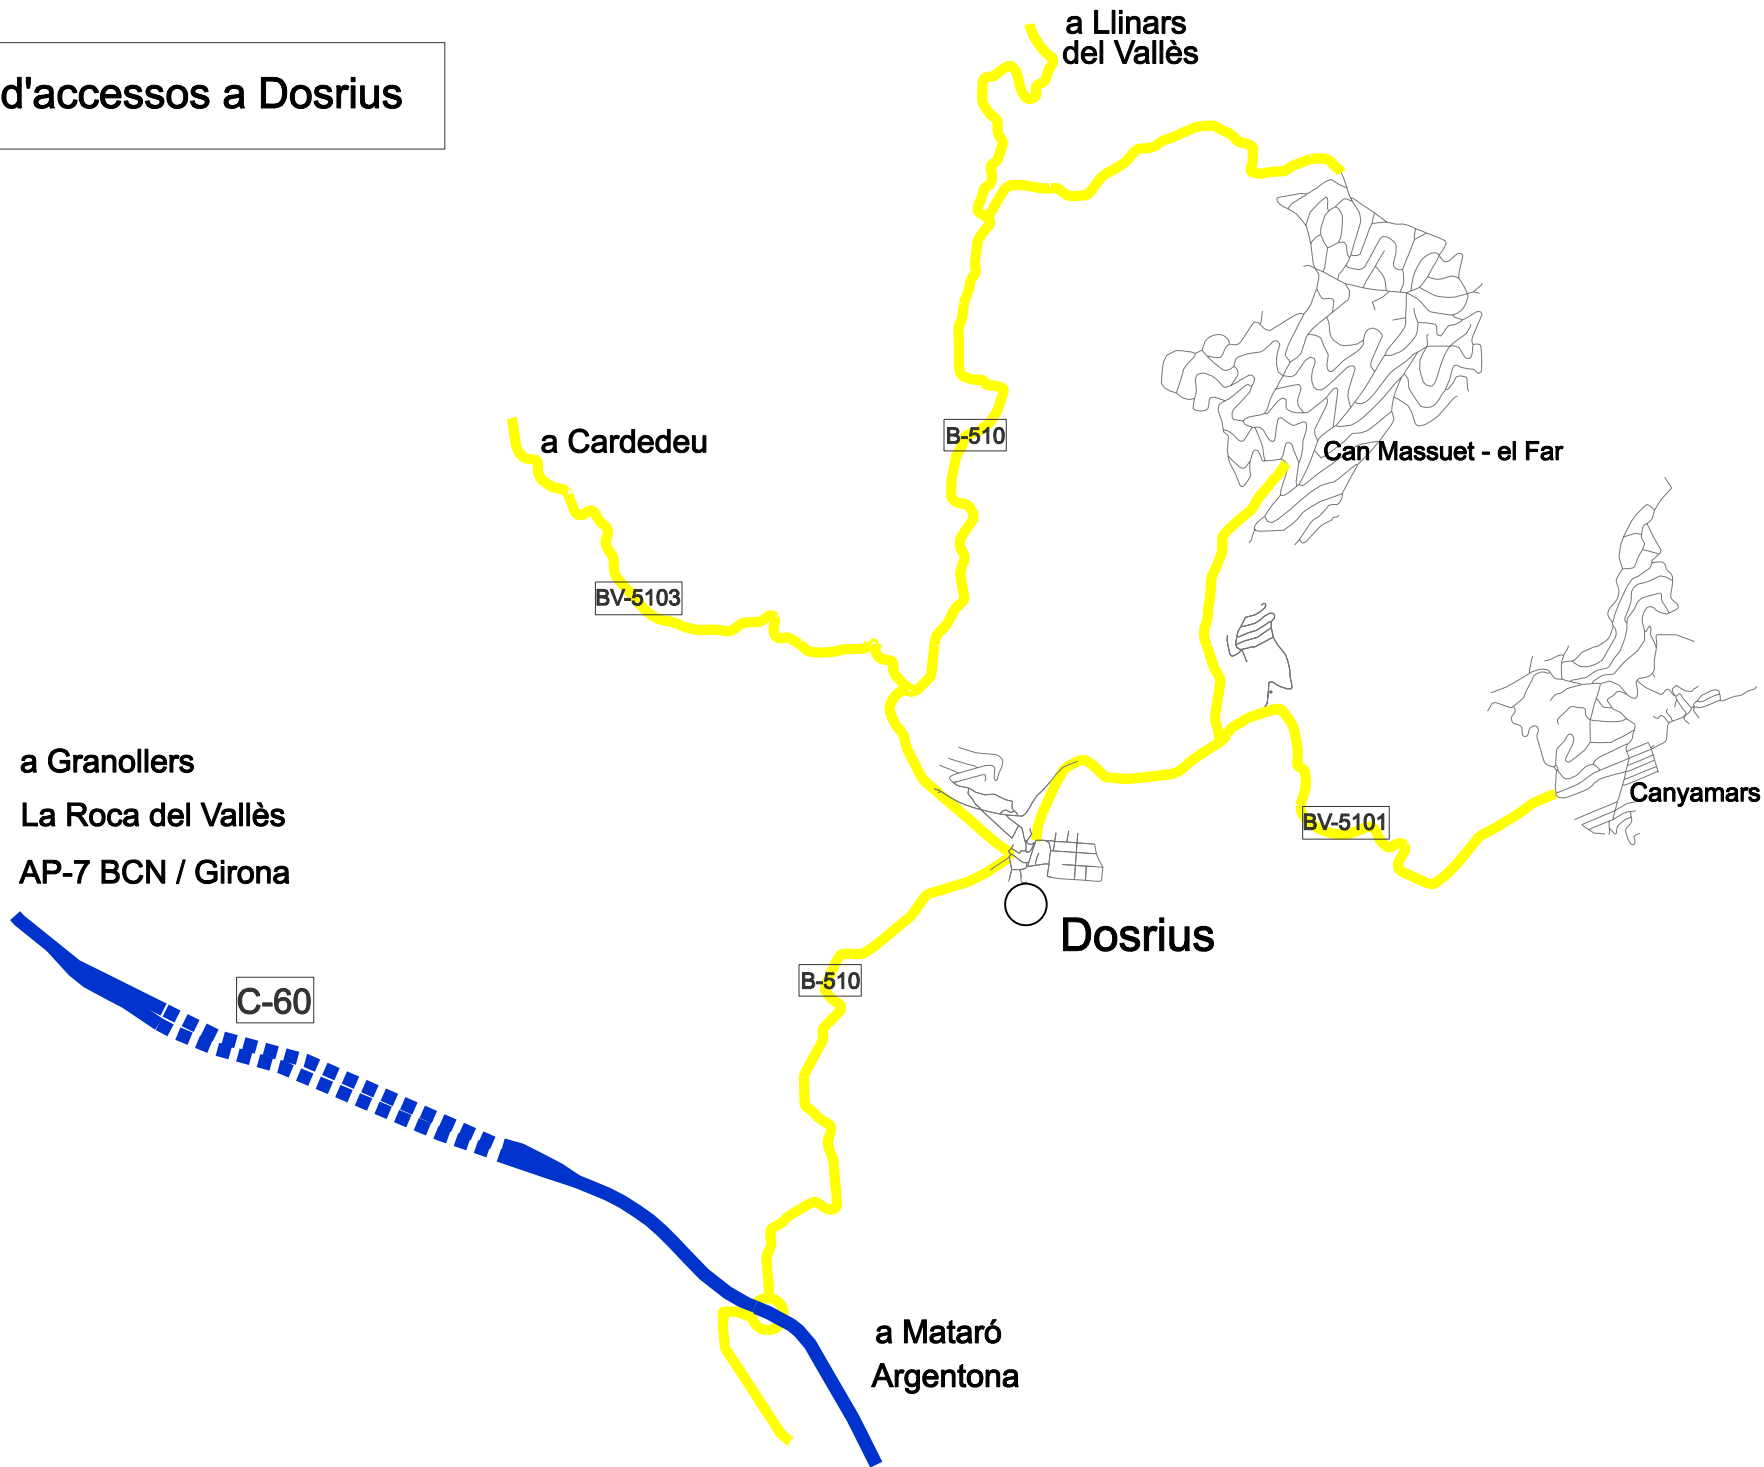 a Llinars
del Vallès
d'accessos a Dosrius
B-510
a Cardedeu
Can Massuet - el Far
BV-5103
a Granollers
La Roca del Vallès
AP-7 BCN / Girona
Canyamars
BV-5101
Dosrius
B-510
C-60
a Mataró
Argentona